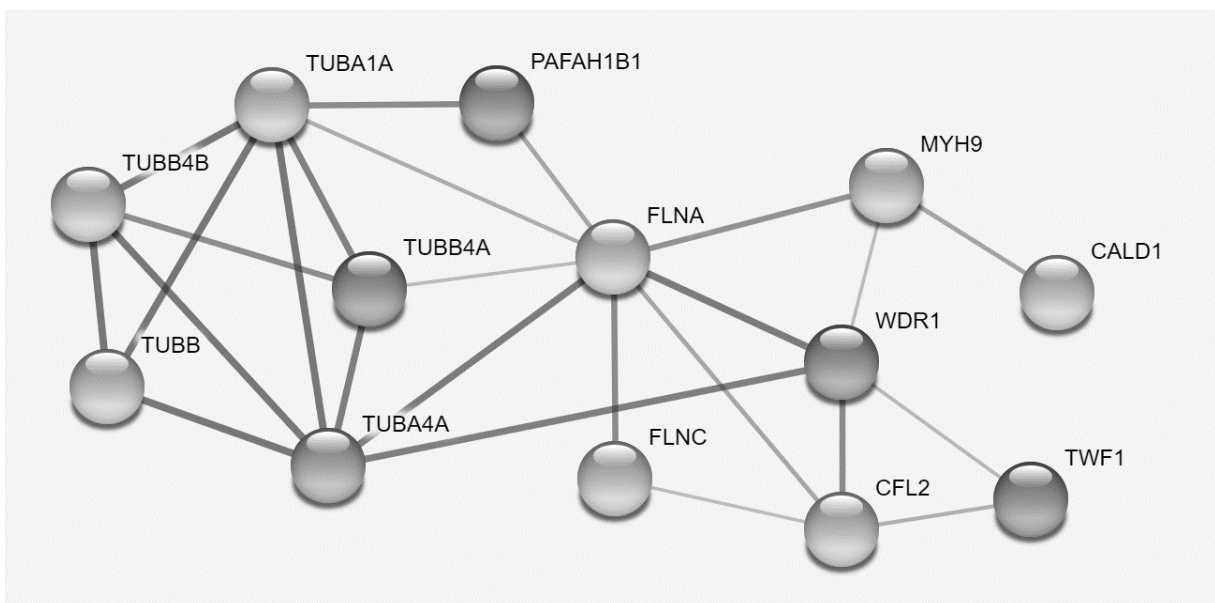 TUBA1A
PAFAH1B1
MYH9
TUBB4B
FLNA
TUBB4A
CALD1
WDR1
TUBB
TUBA4A
FLNC
TWF1
CFL2